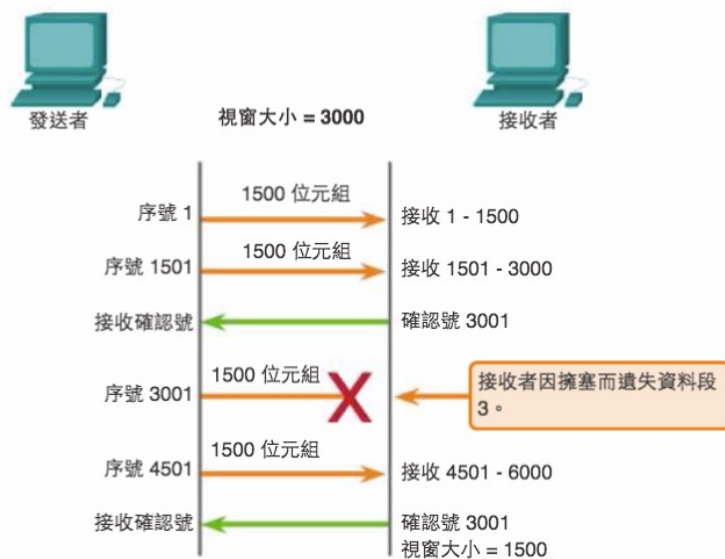 發送者
視窗大小 = 3000
接收者
1500 位元組
序號 1
接收 1 - 1500
1500 位元組
序號 1501
接收 1501 - 3000
接收確認號
確認號 3001
1500 位元組
序號 3001
接收者因擁塞而遺失資料段
3。
1500 位元組
序號 4501
接收 4501 - 6000
接收確認號
確認號 3001
視窗大小 = 1500